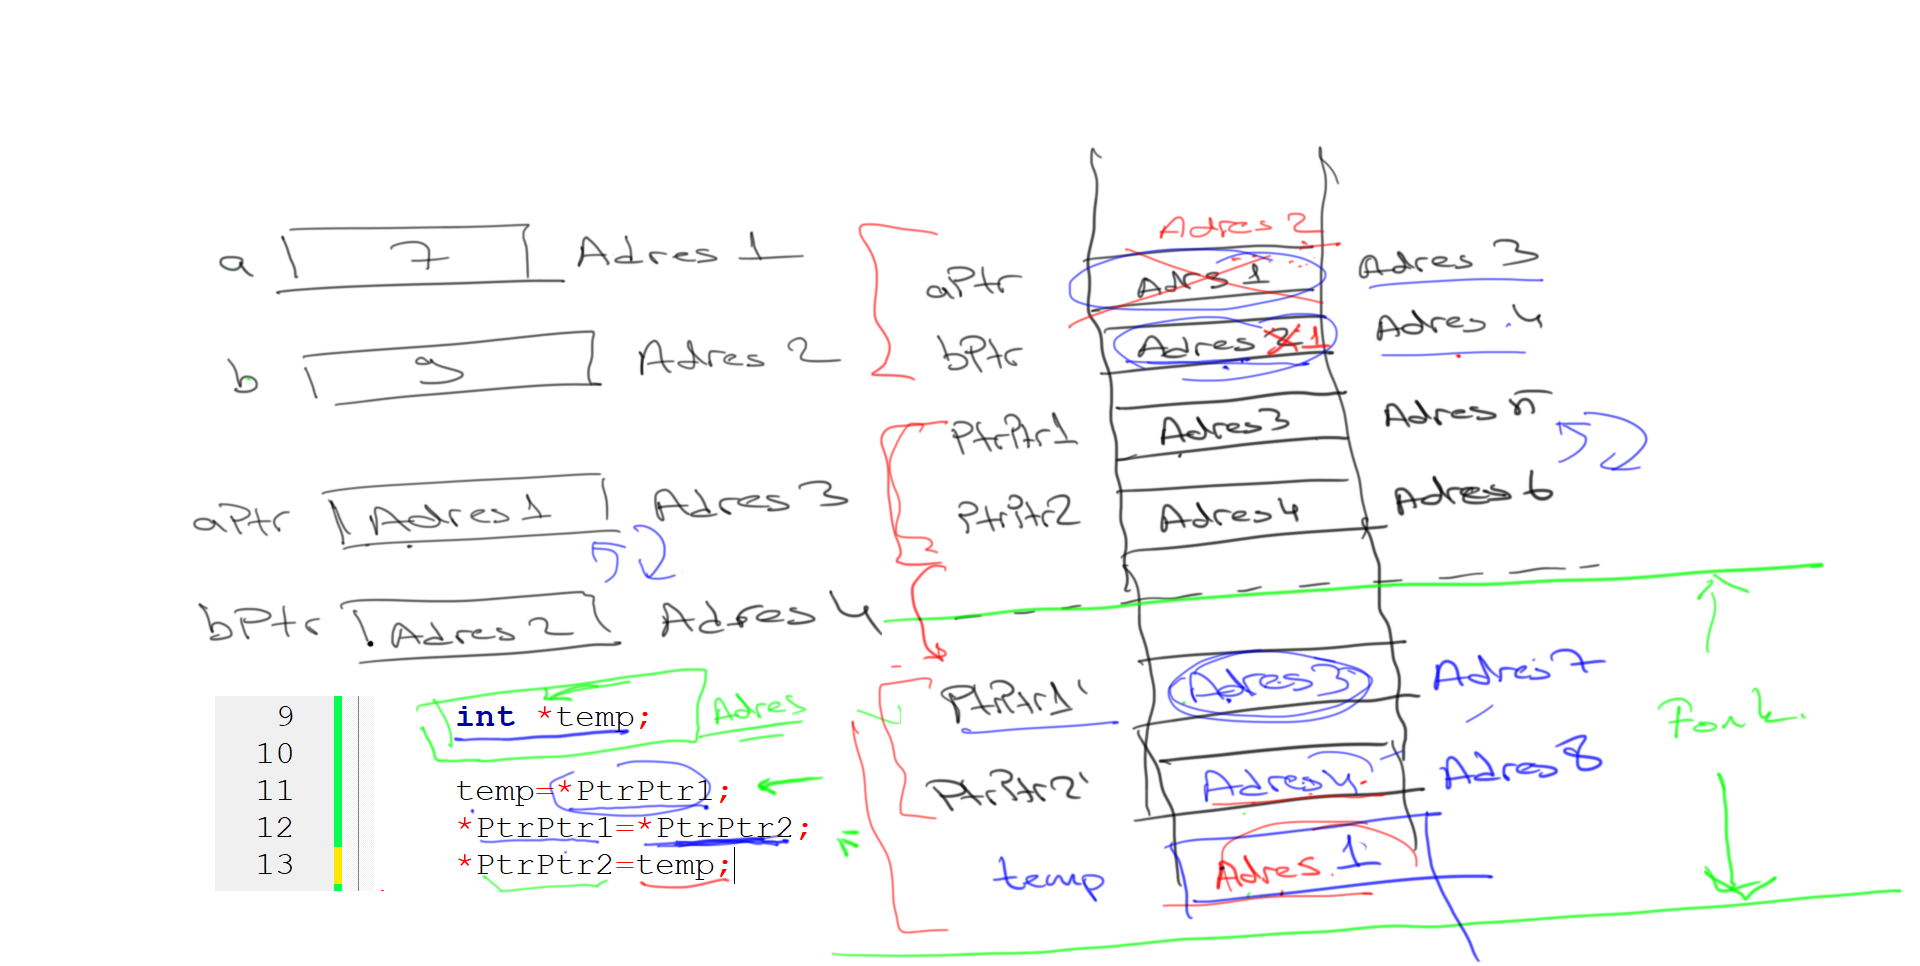 a 7 Adres 1
b 9 Adres 2
aPtr Adres 1 Adres 3
bPtr Adres 2 Adres 4
9 int *temp; Adres
10
11 temp=*PtrPtr1;
12 *PtrPtr1=*PtrPtr2;
13 *PtrPtr2=temp;
Adres 2
aPtr Adrs 1 Adres 3
bPtr Adres 2 1 Adres 4
PtrPtr1 Adres 3 Adres 5
PtrPtr2 Adres 4 Adres 6
PtrPtr1' Adres 3 Adres 7
PtrPtr2' Adres 4 Adres 8
temp Adres 1
Fonk.